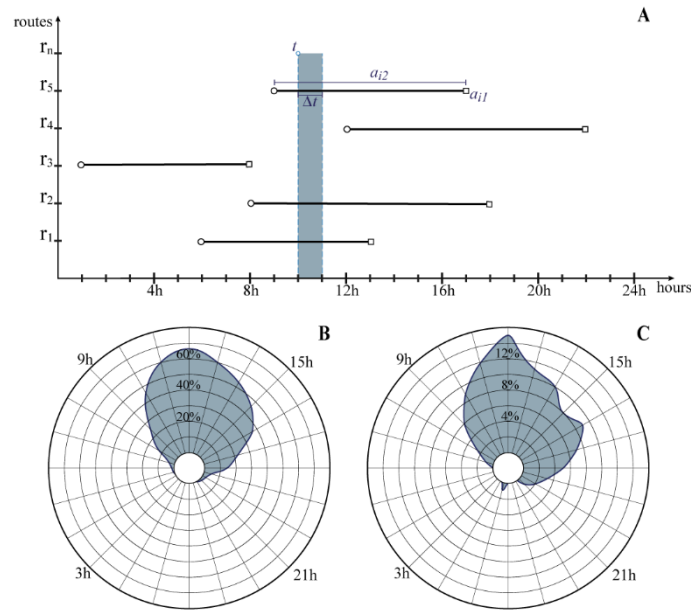 routes
A
rₙ
t
r₅
aᵢ₂
aᵢ₁
Δt
r₄
r₃
r₂
r₁
4h 8h 12h 16h 20h 24h hours
B
C
9h 60% 15h
40%
20%
3h 21h
9h 12% 15h
8%
4%
3h 21h